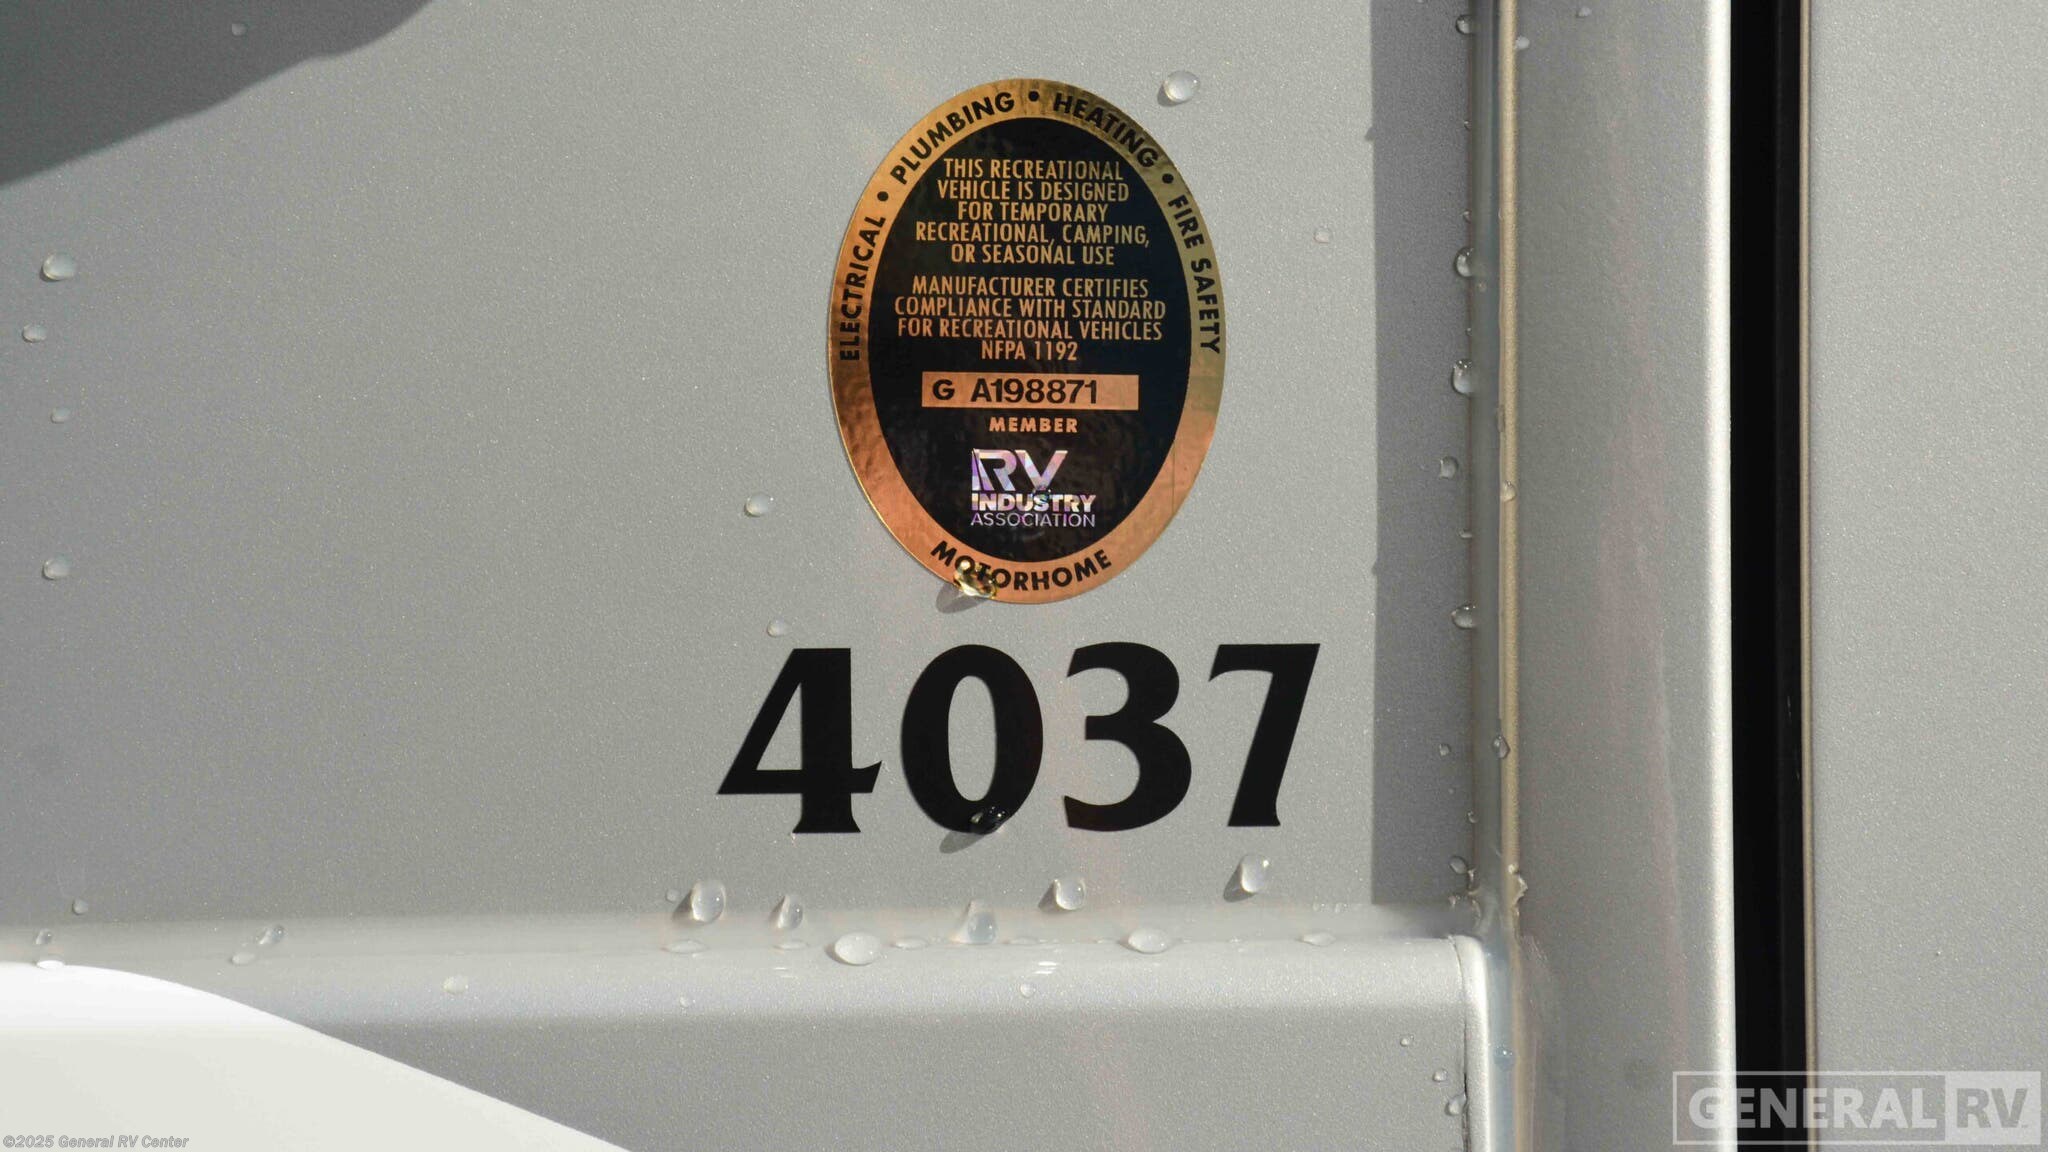 ELECTRICAL • PLUMBING • HEATING • FIRE SAFETY
THIS RECREATIONAL
VEHICLE IS DESIGNED
FOR TEMPORARY
RECREATIONAL, CAMPING,
OR SEASONAL USE
MANUFACTURER CERTIFIES
COMPLIANCE WITH STANDARD
FOR RECREATIONAL VEHICLES
NFPA 1192
G A198871
MEMBER
RV
INDUSTRY
ASSOCIATION
MOTORHOME
4037
GENERAL RV
©2025 General RV Center